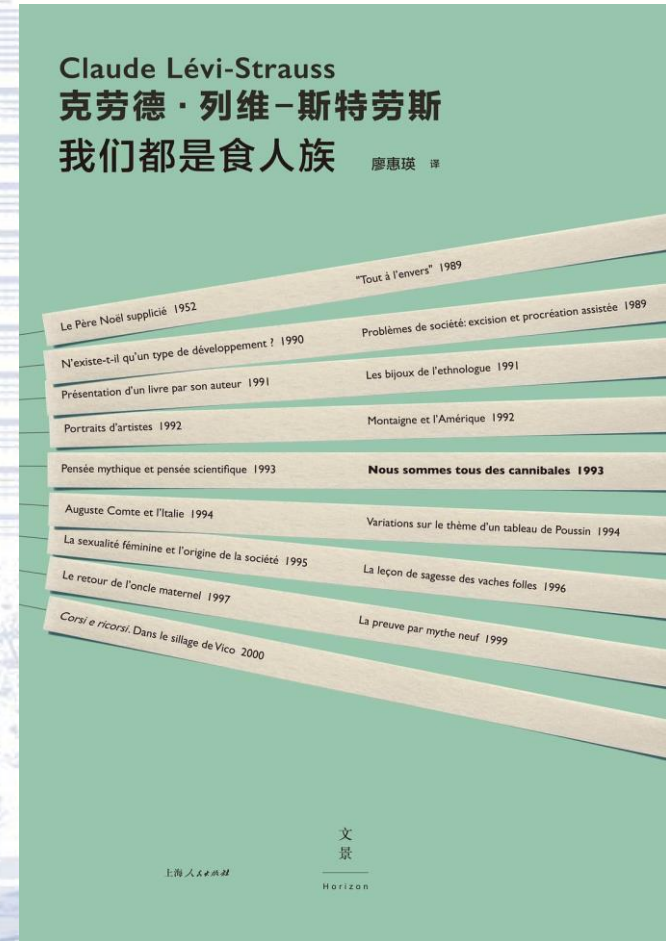 Claude Lévi-Strauss
克劳德·列维-斯特劳斯
我们都是食人族 廖惠瑛 译
Le Père Noël supplicié 1952
"Tout à l'envers" 1989
N'existe-t-il qu'un type de développement ? 1990
Problèmes de société: excision et procréation assistée 1989
Présentation d'un livre par son auteur 1991
Les bijoux de l'ethnologue 1991
Portraits d'artistes 1992
Montaigne et l'Amérique 1992
Pensée mythique et pensée scientifique 1993
Nous sommes tous des cannibales 1993
Auguste Comte et l'Italie 1994
Variations sur le thème d'un tableau de Poussin 1994
La sexualité féminine et l'origine de la société 1995
La leçon de sagesse des vaches folles 1996
Le retour de l'oncle maternel 1997
La preuve par mythe neuf 1999
Corsi e ricorsi. Dans le sillage de Vico 2000
文
景
上海人民出版社
Horizon